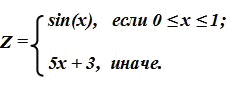 sin(x), если 0 ≤ x ≤ 1;
Z =
5x + 3, иначе.